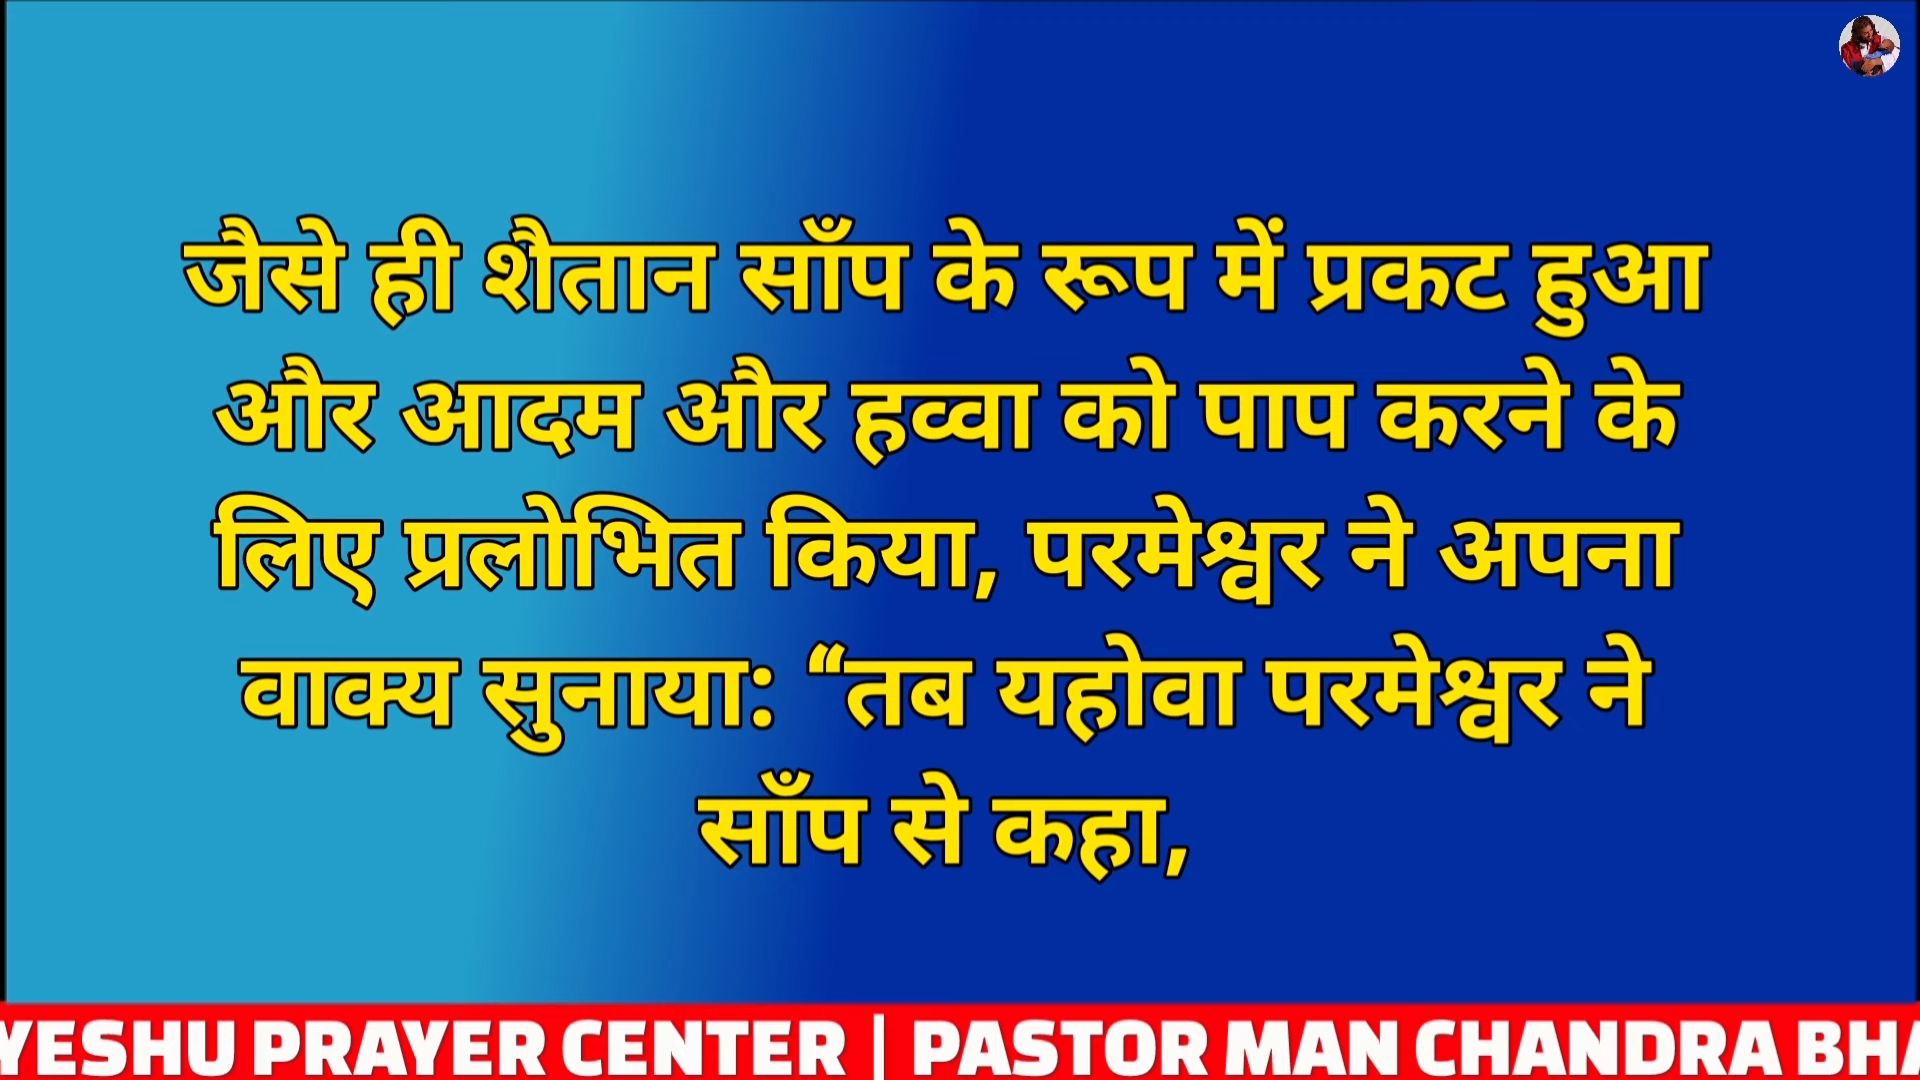 जैसे ही शैतान साँप के रूप में प्रकट हुआ
और आदम और हव्वा को पाप करने के
लिए प्रलोभित किया, परमेश्वर ने अपना
वाक्य सुनाया: “तब यहोवा परमेश्वर ने
साँप से कहा,
YESHU PRAYER CENTER | PASTOR MAN CHANDRA BHA